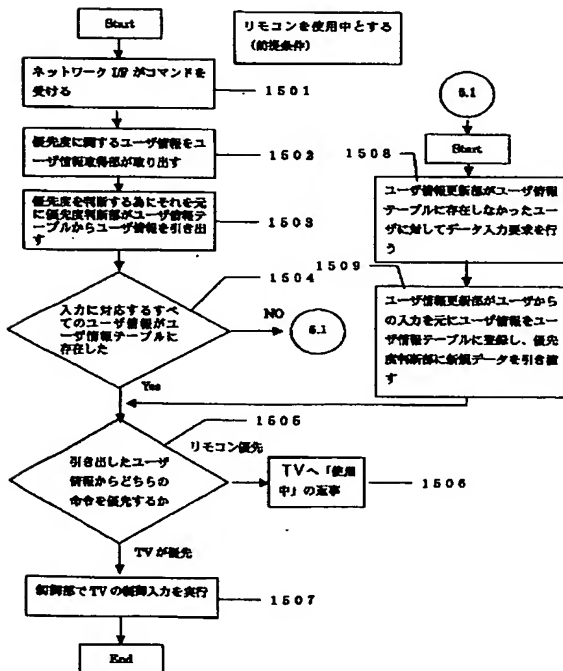 Start
リモコンを使用中とする
(前提条件)
ネットワーク I/F がコマンドを
受ける
1501
優先度に関するユーザ情報をユ
ーザ情報取得部が取り出す
1502
優先度を判断する為にそれを元
に優先度判断部がユーザ情報テ
ーブルからユーザ情報を引き出
す
1503
1504
入力に対応するすべ
てのユーザ情報がユ
ーザ情報テーブルに
存在した
NO
5.1
Yes
1505
引き出したユーザ
情報からどちらの
命令を優先するか
リモコン優先
TVへ「使用
中」の返事
1506
TVが優先
制御部でTVの制御入力を実行
1507
End
5.1
Start
1508
ユーザ情報更新部がユーザ情報
テーブルに存在しなかったユー
ザに対してデータ入力要求を行
う
1509
ユーザ情報更新部がユーザから
の入力を元にユーザ情報をユー
ザ情報テーブルに登録し、優先
度判断部に新規データを引き渡
す